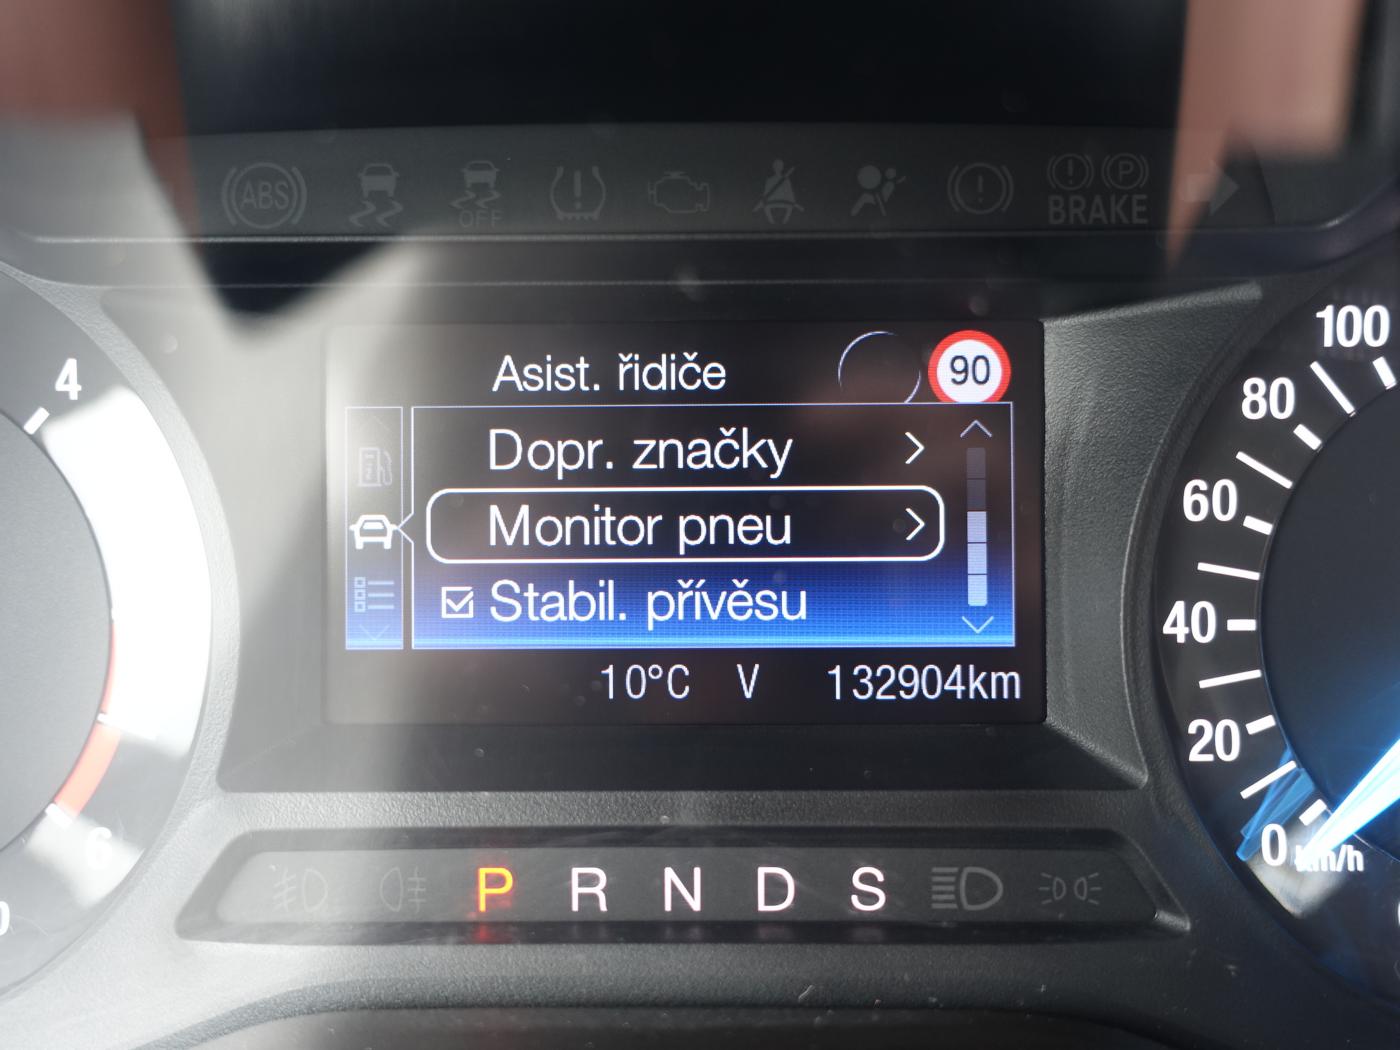 ABS
OFF
P
BRAKE
4
6
0
Asist. řidiče
90
Dopr. značky
Monitor pneu
Stabil. přívěsu
10°C V 132904km
P R N D S
100
80
60
40
20
0
km/h